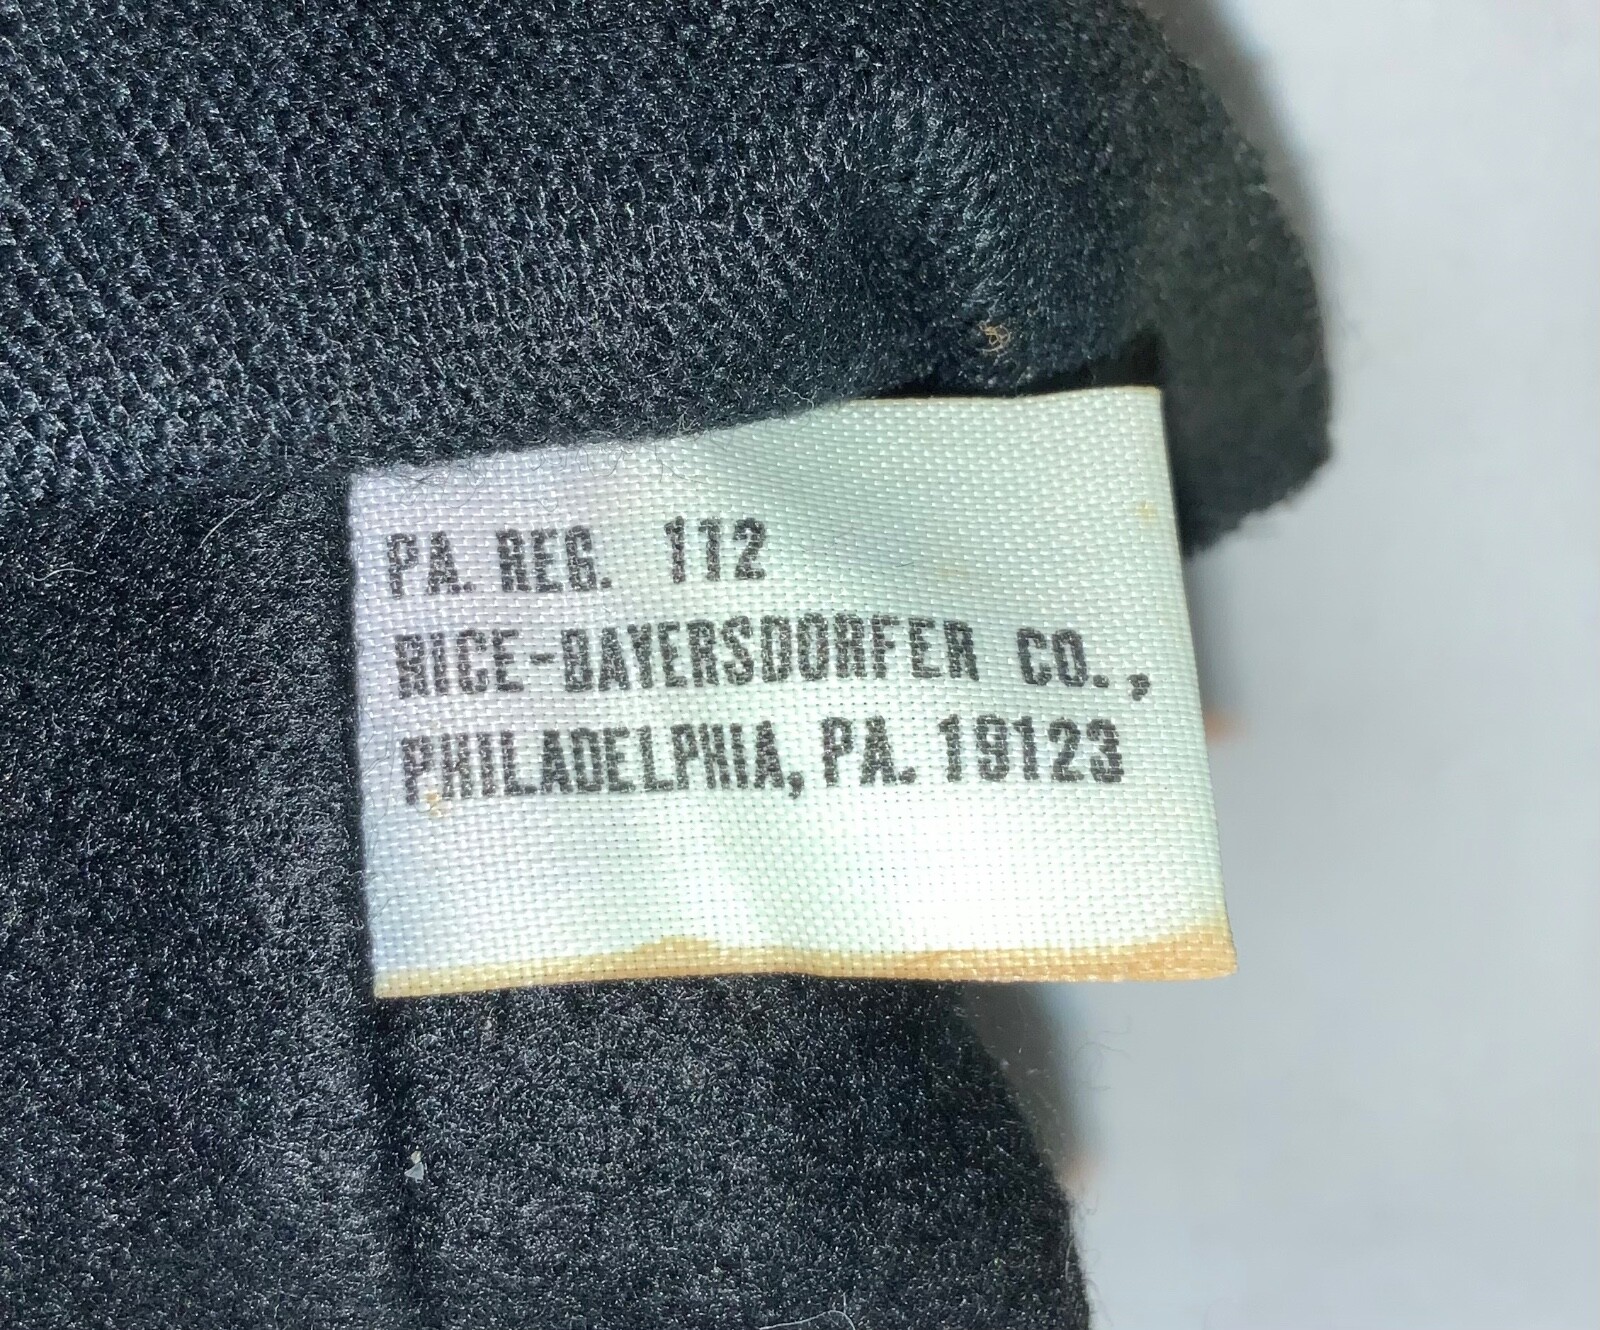 PA. REG. 112
RICE-BAYERSDORFER CO.,
PHILADELPHIA, PA. 19123